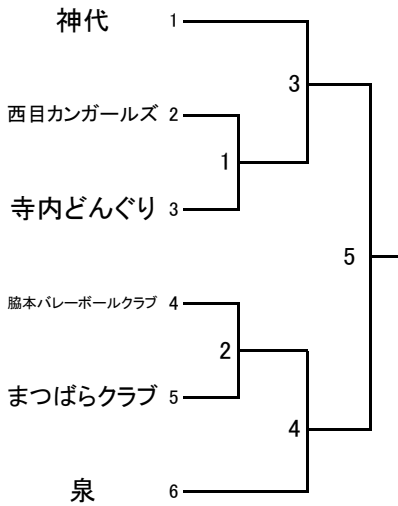 神代 1
3
西目カンガールズ 2
1
寺内どんぐり 3
5
脇本バレーボールクラブ 4
2
まつばらクラブ 5
4
泉 6